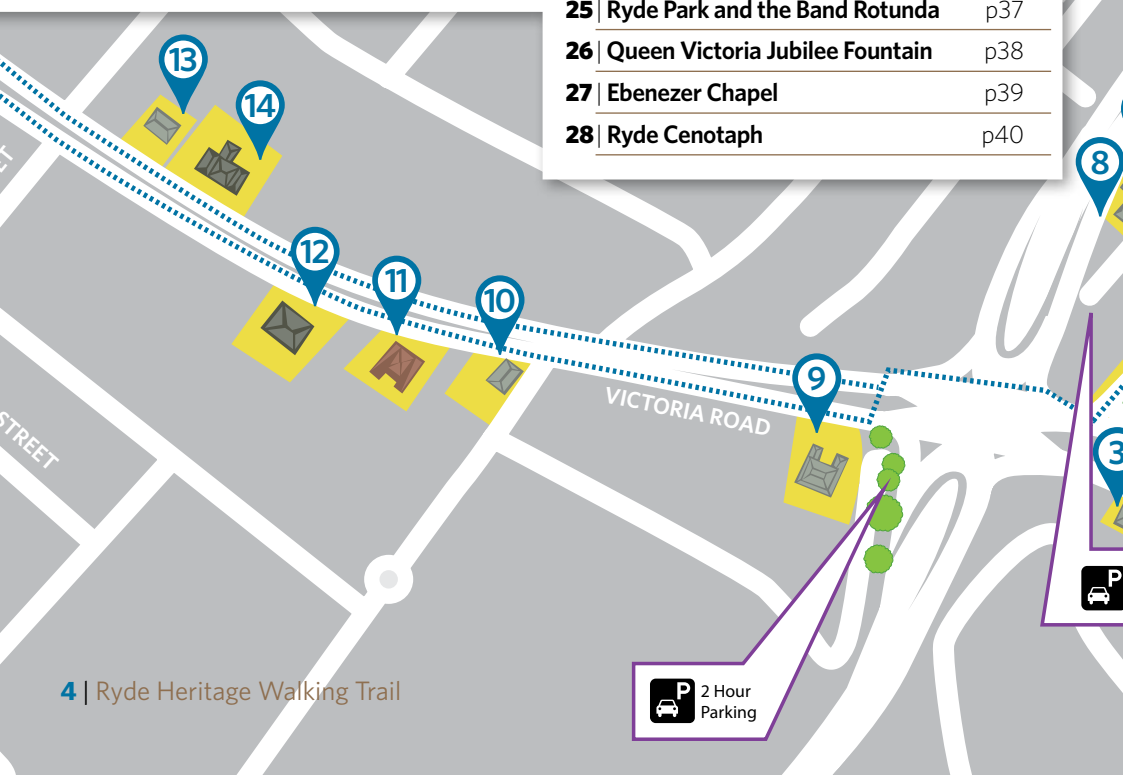 25 | Ryde Park and the Band Rotunda p37
26 | Queen Victoria Jubilee Fountain p38
27 | Ebenezer Chapel p39
28 | Ryde Cenotaph p40
13
14
8
12
11
10
9
VICTORIA ROAD
3
STREET
P
P 2 Hour
Parking
4 | Ryde Heritage Walking Trail